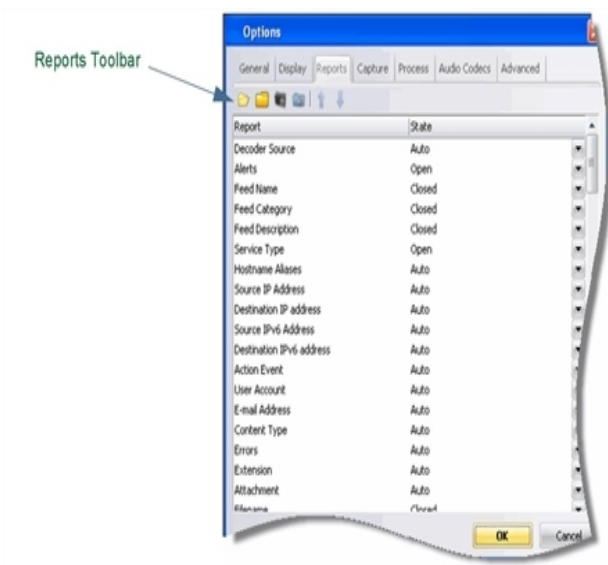 Options
Reports Toolbar
General Display Reports Capture Process Audio Codecs Advanced
Report State
Decoder Source Auto
Alerts Open
Feed Name Closed
Feed Category Closed
Feed Description Closed
Service Type Open
Hostname Aliases Auto
Source IP Address Auto
Destination IP address Auto
Source IPv6 Address Auto
Destination IPv6 address Auto
Action Event Auto
User Account Auto
E-mail Address Auto
Content Type Auto
Errors Auto
Extension Auto
Attachment Auto
Filename Closed
OK Cancel